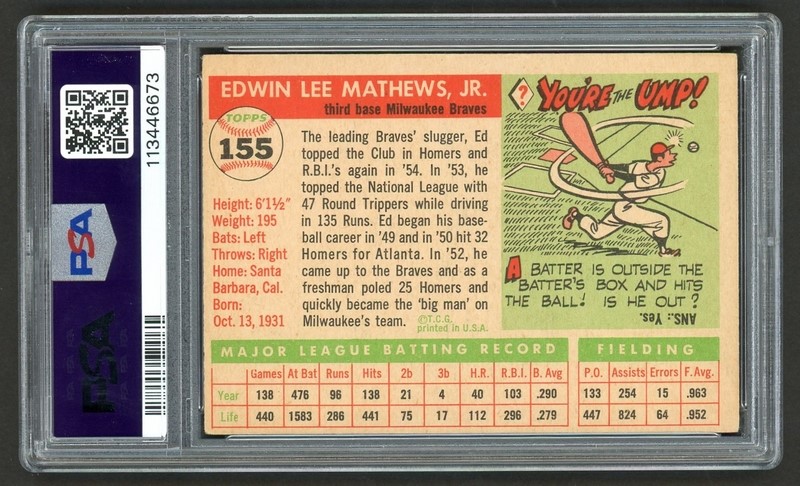 PSA
PSA
113446673
EDWIN LEE MATHEWS, JR.
third base Milwaukee Braves
TOPPS
155
Height: 6'1½"
Weight: 195
Bats: Left
Throws: Right
Home: Santa
Barbara, Cal.
Born:
Oct. 13, 1931
The leading Braves' slugger, Ed
topped the Club in Homers and
R.B.I.'s again in '54. In '53, he
topped the National League with
47 Round Trippers while driving
in 135 Runs. Ed began his base-
ball career in '49 and in '50 hit 32
Homers for Atlanta. In '52, he
came up to the Braves and as a
freshman poled 25 Homers and
quickly became the 'big man' on
Milwaukee's team.
©T.C.G.
printed in U.S.A.
? YOU'RE THE UMP!
A BATTER IS OUTSIDE THE
BATTER'S BOX AND HITS
THE BALL! IS HE OUT?
ANS.: Yes.
MAJOR LEAGUE BATTING RECORD
Games At Bat Runs Hits 2b 3b H.R. R.B.I. B. Avg
Year 138 476 96 138 21 4 40 103 .290
Life 440 1583 286 441 75 17 112 296 .279
FIELDING
P.O. Assists Errors F. Avg.
133 254 15 .963
447 824 64 .952